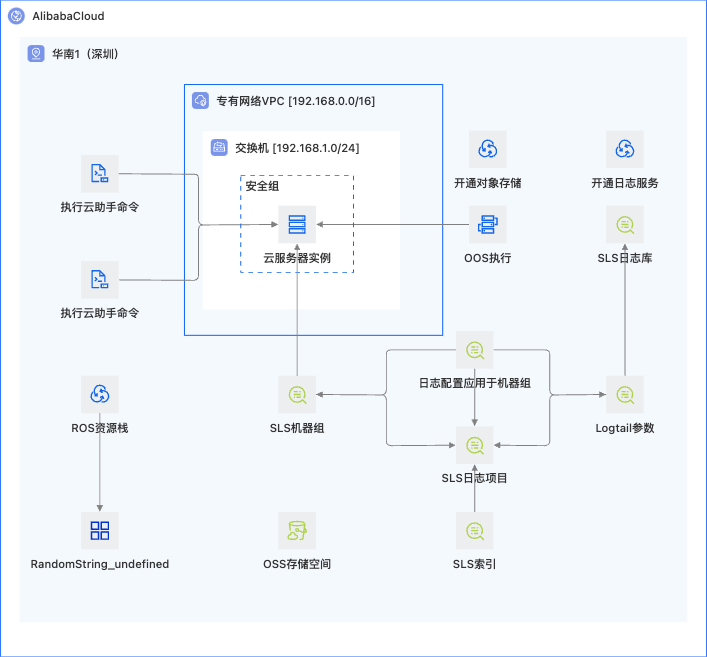 AlibabaCloud
华南1（深圳）
专有网络VPC [192.168.0.0/16]
交换机 [192.168.1.0/24]
安全组
云服务器实例
执行云助手命令
执行云助手命令
开通对象存储
开通日志服务
OOS执行
SLS日志库
日志配置应用于机器组
ROS资源栈
SLS机器组
Logtail参数
SLS日志项目
RandomString_undefined
OSS存储空间
SLS索引